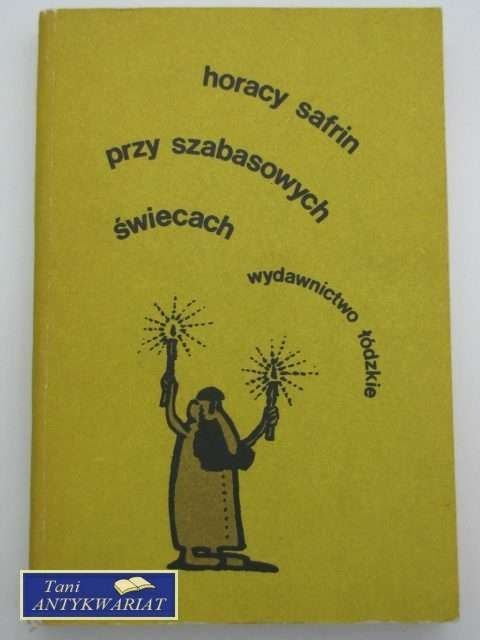 horacy safrin
przy szabasowych
świecach
wydawnictwo łódzkie
Tani
ANTYKWARIAT